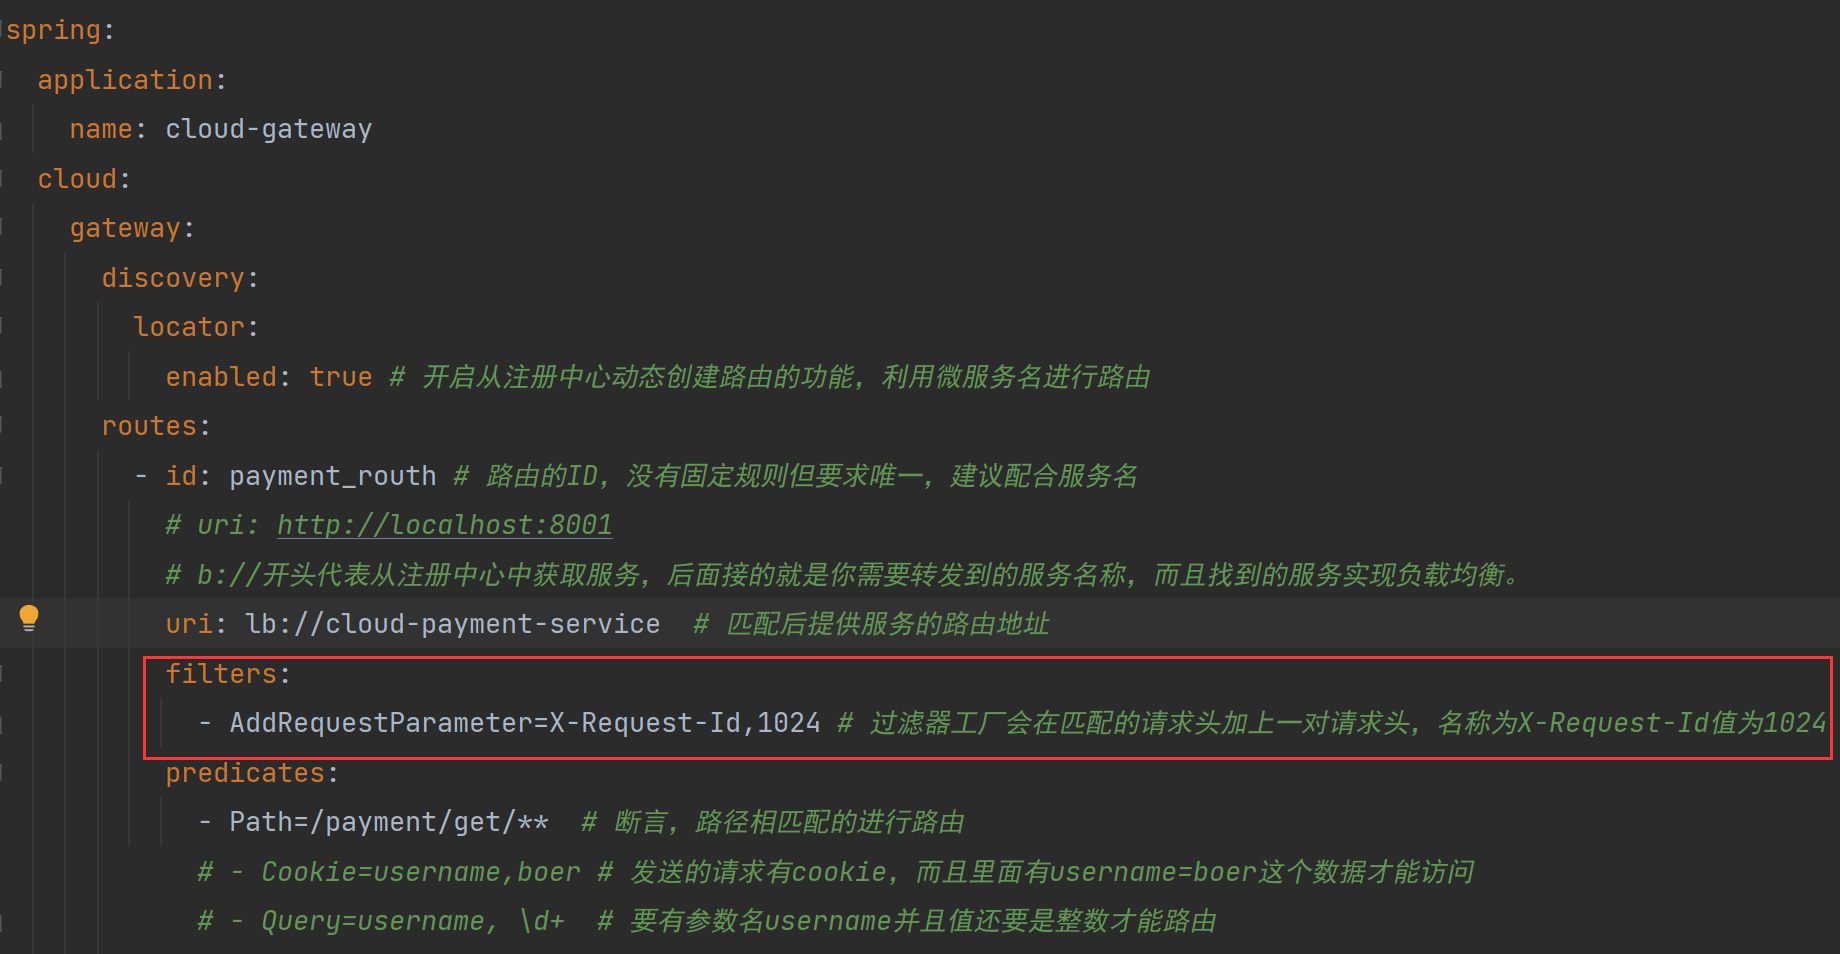 spring:
application:
name: cloud-gateway
cloud:
gateway:
discovery:
locator:
enabled: true # 开启从注册中心动态创建路由的功能，利用微服务名进行路由
routes:
- id: payment_routh # 路由的ID，没有固定规则但要求唯一，建议配合服务名
# uri: http://localhost:8001
# b://开头代表从注册中心中获取服务，后面接的就是你需要转发到的服务名称，而且找到的服务实现负载均衡。
uri: lb://cloud-payment-service # 匹配后提供服务的路由地址
filters:
- AddRequestParameter=X-Request-Id,1024 # 过滤器工厂会在匹配的请求头加上一对请求头，名称为X-Request-Id值为1024
predicates:
- Path=/payment/get/** # 断言，路径相匹配的进行路由
# - Cookie=username,boer # 发送的请求有cookie，而且里面有username=boer这个数据才能访问
# - Query=username, \d+ # 要有参数名username并且值还要是整数才能路由